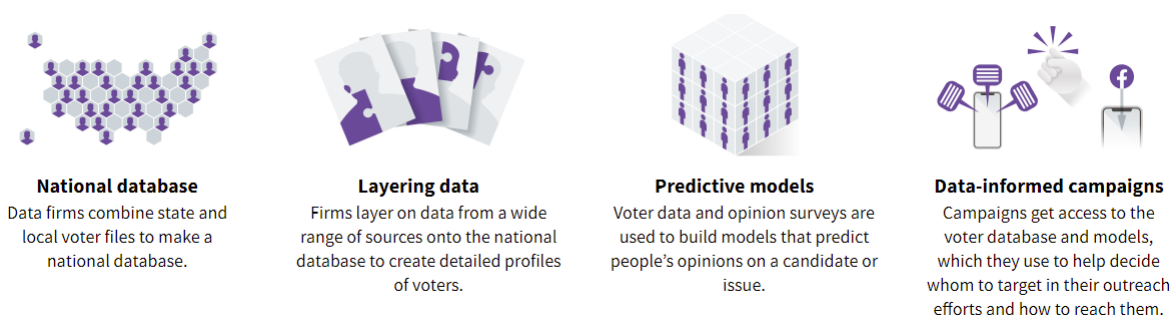 National database
Data firms combine state and
local voter files to make a
national database.
Layering data
Firms layer on data from a wide
range of sources onto the national
database to create detailed profiles
of voters.
Predictive models
Voter data and opinion surveys are
used to build models that predict
people’s opinions on a candidate or
issue.
Data-informed campaigns
Campaigns get access to the
voter database and models,
which they use to help decide
whom to target in their outreach
efforts and how to reach them.